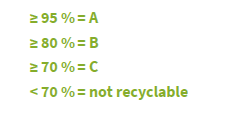 ≥ 95 % = A
≥ 80 % = B
≥ 70 % = C
< 70 % = not recyclable